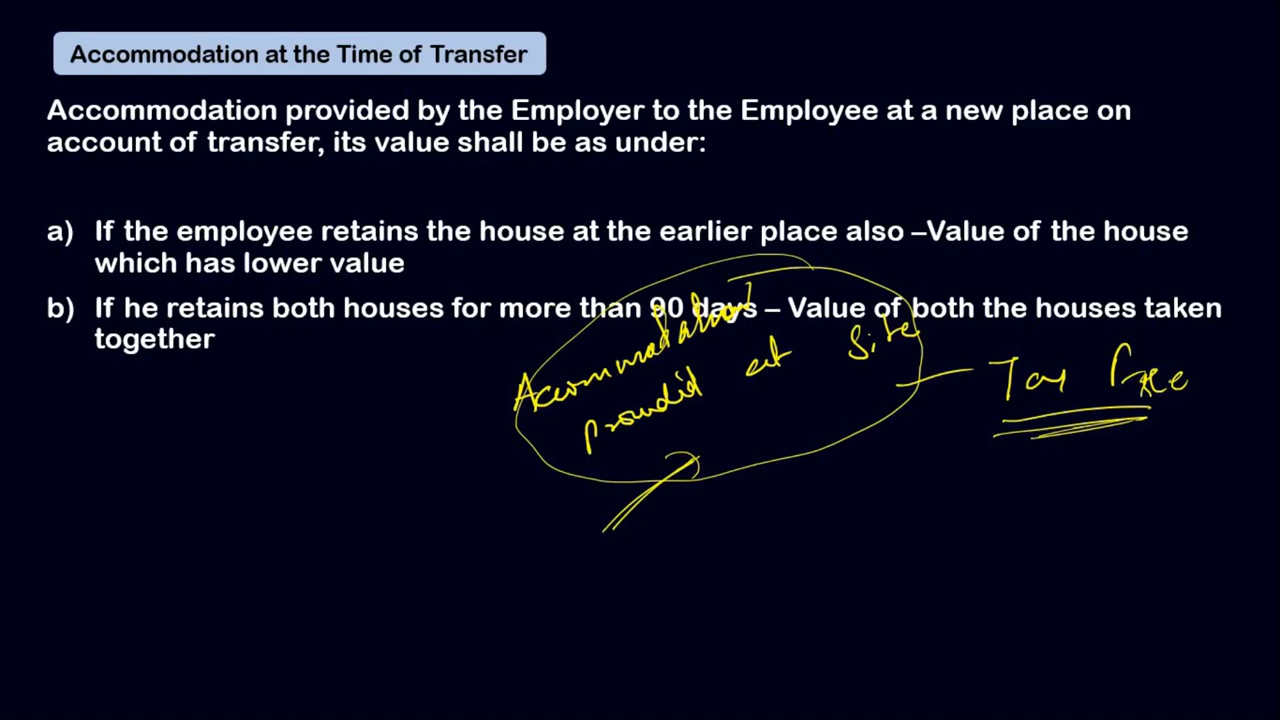 Accommodation at the Time of Transfer
Accommodation provided by the Employer to the Employee at a new place on
account of transfer, its value shall be as under:
a) If the employee retains the house at the earlier place also –Value of the house
which has lower value
b) If he retains both houses for more than 90 days – Value of both the houses taken
together
Accommodation
provdid at Site
Tax Free